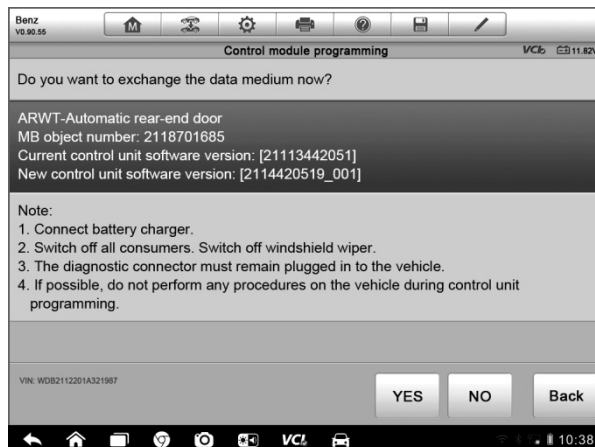 Benz
V0.90.55
Control module programming
VCI 11.82V
Do you want to exchange the data medium now?
ARWT-Automatic rear-end door
MB object number: 2118701685
Current control unit software version: [21113442051]
New control unit software version: [2114420519_001]
Note:
1. Connect battery charger.
2. Switch off all consumers. Switch off windshield wiper.
3. The diagnostic connector must remain plugged in to the vehicle.
4. If possible, do not perform any procedures on the vehicle during control unit
programming.
VIN: WDB2112201A321987
YES NO Back
VCI 10:38